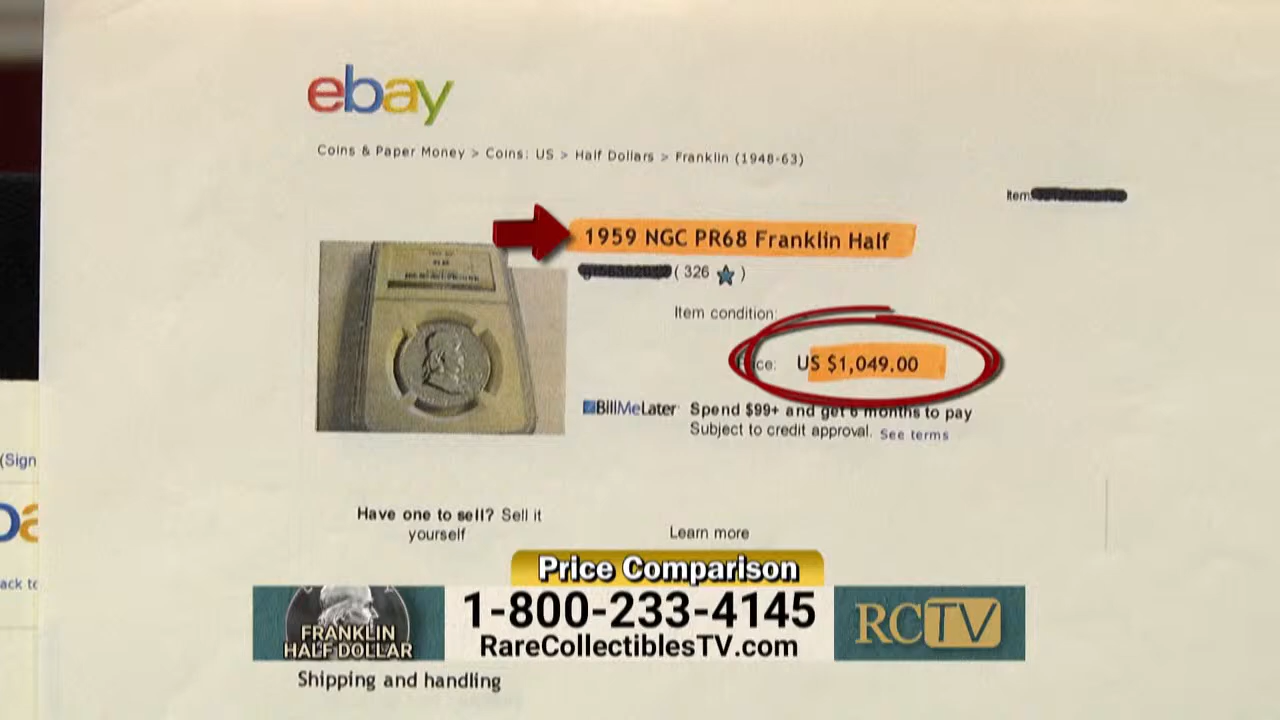 ebay
Coins & Paper Money > Coins: US > Half Dollars > Franklin (1948-63)
Item
1959 NGC PR68 Franklin Half
( 326 )
Item condition:
Price: US $1,049.00
BillMeLater Spend $99+ and get 6 months to pay
Subject to credit approval. See terms
(Sign
Have one to sell? Sell it
yourself
Learn more
ack to
Price Comparison
FRANKLIN
HALF DOLLAR
1-800-233-4145
RareCollectiblesTV.com
RCTV
Shipping and handling